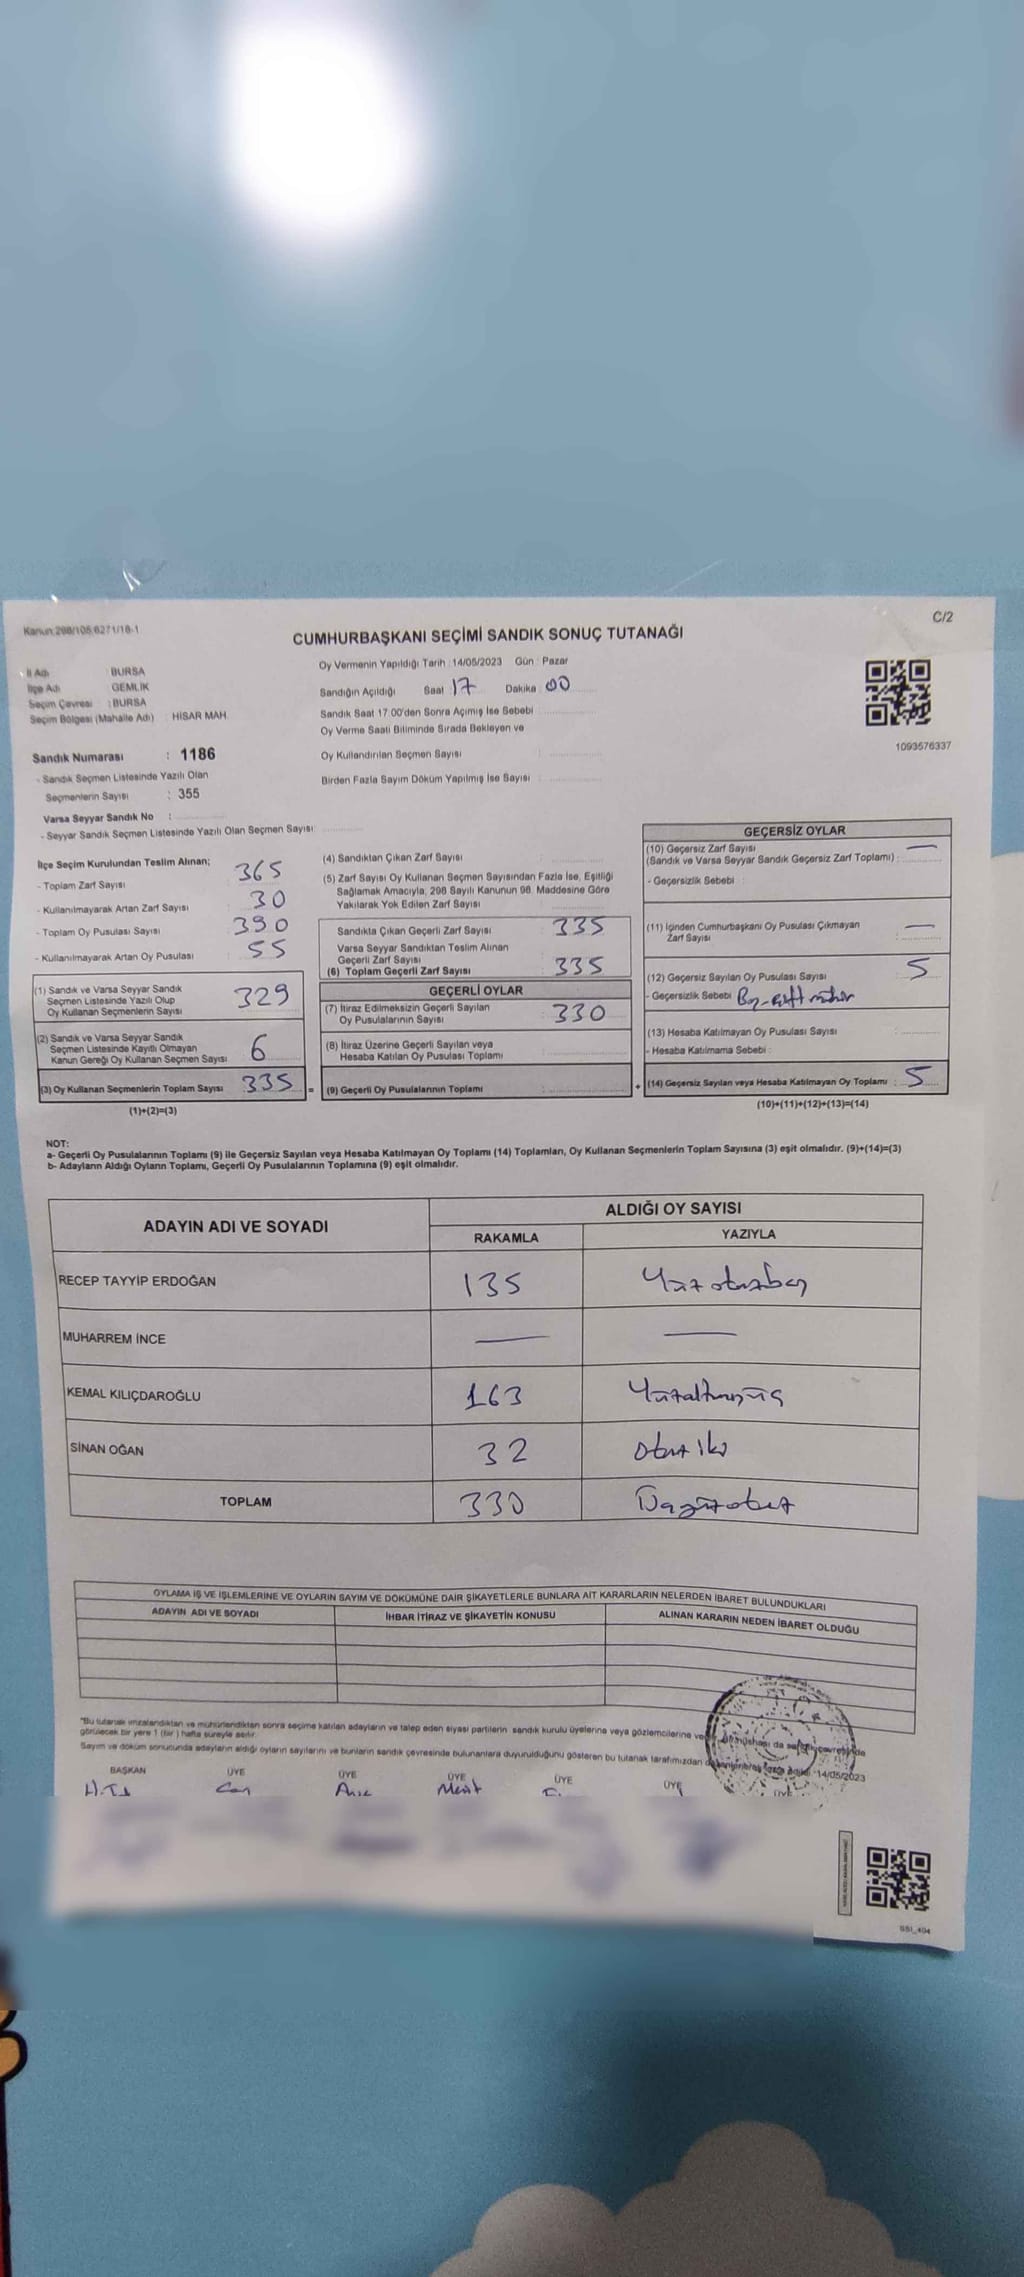 Kanun:298/105,6271/18-1
C/2
CUMHURBAŞKANI SEÇİMİ SANDIK SONUÇ TUTANAĞI
İl Adı : BURSA
İlçe Adı : GEMLİK
Seçim Çevresi : BURSA
Seçim Bölgesi (Mahalle Adı) : HİSAR MAH.
Oy Vermenin Yapıldığı Tarih : 14/05/2023 Gün : Pazar
Sandığın Açıldığı Saat : 17 Dakika : 00
Sandık Saat 17:00'den Sonra Açımış İse Sebebi :
Oy Verme Saati Bitiminde Sırada Bekleyen ve
Oy Kullandırılan Seçmen Sayısı :
Birden Fazla Sayım Döküm Yapılmış İse Sayısı :
1093576337
Sandık Numarası : 1186
- Sandık Seçmen Listesinde Yazılı Olan
Seçmenlerin Sayısı : 355
Varsa Seyyar Sandık No :
- Seyyar Sandık Seçmen Listesinde Yazılı Olan Seçmen Sayısı:
İlçe Seçim Kurulundan Teslim Alınan;
- Toplam Zarf Sayısı : 365
- Kullanılmayarak Artan Zarf Sayısı : 30
- Toplam Oy Pusulası Sayısı : 390
- Kullanılmayarak Artan Oy Pusulası : 55
(1) Sandık ve Varsa Seyyar Sandık
Seçmen Listesinde Yazılı Olup
Oy Kullanan Seçmenlerin Sayısı : 329
(2) Sandık ve Varsa Seyyar Sandık
Seçmen Listesinde Kayıtlı Olmayan
Kanun Gereği Oy Kullanan Seçmen Sayısı : 6
(3) Oy Kullanan Seçmenlerin Toplam Sayısı : 335 =
(1)+(2)=(3)
(4) Sandıktan Çıkan Zarf Sayısı :
(5) Zarf Sayısı Oy Kullanan Seçmen Sayısından Fazla İse, Eşitliği
Sağlamak Amacıyla, 298 Sayılı Kanunun 98. Maddesine Göre
Yakılarak Yok Edilen Zarf Sayısı :
Sandıkta Çıkan Geçerli Zarf Sayısı : 335
Varsa Seyyar Sandıktan Teslim Alınan
Geçerli Zarf Sayısı :
(6) Toplam Geçerli Zarf Sayısı : 335
GEÇERLİ OYLAR
(7) İtiraz Edilmeksizin Geçerli Sayılan
Oy Pusulalarının Sayısı : 330
(8) İtiraz Üzerine Geçerli Sayılan veya
Hesaba Katılan Oy Pusulası Toplamı :
(9) Geçerli Oy Pusulalarının Toplamı : +
GEÇERSİZ OYLAR
(10) Geçersiz Zarf Sayısı —
(Sandık ve Varsa Seyyar Sandık Geçersiz Zarf Toplamı) :
- Geçersizlik Sebebi :
(11) İçinden Cumhurbaşkanı Oy Pusulası Çıkmayan —
Zarf Sayısı :
(12) Geçersiz Sayılan Oy Pusulası Sayısı : 5
- Geçersizlik Sebebi Boş-çift mühür
(13) Hesaba Katılmayan Oy Pusulası Sayısı :
- Hesaba Katılmama Sebebi :
(14) Geçersiz Sayılan veya Hesaba Katılmayan Oy Toplamı : 5
(10)+(11)+(12)+(13)=(14)
NOT:
a- Geçerli Oy Pusulalarının Toplamı (9) ile Geçersiz Sayılan veya Hesaba Katılmayan Oy Toplamı (14) Toplamları, Oy Kullanan Seçmenlerin Toplam Sayısına (3) eşit olmalıdır. (9)+(14)=(3)
b- Adayların Aldığı Oyların Toplamı, Geçerli Oy Pusulalarının Toplamına (9) eşit olmalıdır.
ADAYIN ADI VE SOYADI ALDIĞI OY SAYISI
RAKAMLA YAZIYLA
RECEP TAYYİP ERDOĞAN 135 Yüzotuzbeş
MUHARREM İNCE — —
KEMAL KILIÇDAROĞLU 163 Yüzaltmışüç
SİNAN OĞAN 32 otuziki
TOPLAM 330 Üçyüzotuz
OYLAMA İŞ VE İŞLEMLERİNE VE OYLARIN SAYIM VE DÖKÜMÜNE DAİR ŞİKAYETLERLE BUNLARA AİT KARARLARIN NELERDEN İBARET BULUNDUKLARI
ADAYIN ADI VE SOYADI İHBAR İTİRAZ VE ŞİKAYETİN KONUSU ALINAN KARARIN NEDEN İBARET OLDUĞU
"Bu tutanak imzalandıktan ve mühürlendikten sonra seçime katılan adayların ve talep eden siyasi partilerin sandık kurulu üyelerine veya gözlemcilerine
görülecek bir yere 1 (bir ) hafta süreyle asılır.
Sayım ve döküm sonucunda adayların aldığı oyların sayılarını ve bunların sandık çevresinde bulunanlara duyurulduğunu gösteren bu tutanak tarafımızdan 14/05/2023
BAŞKAN ÜYE ÜYE ÜYE ÜYE ÜYE ÜYE